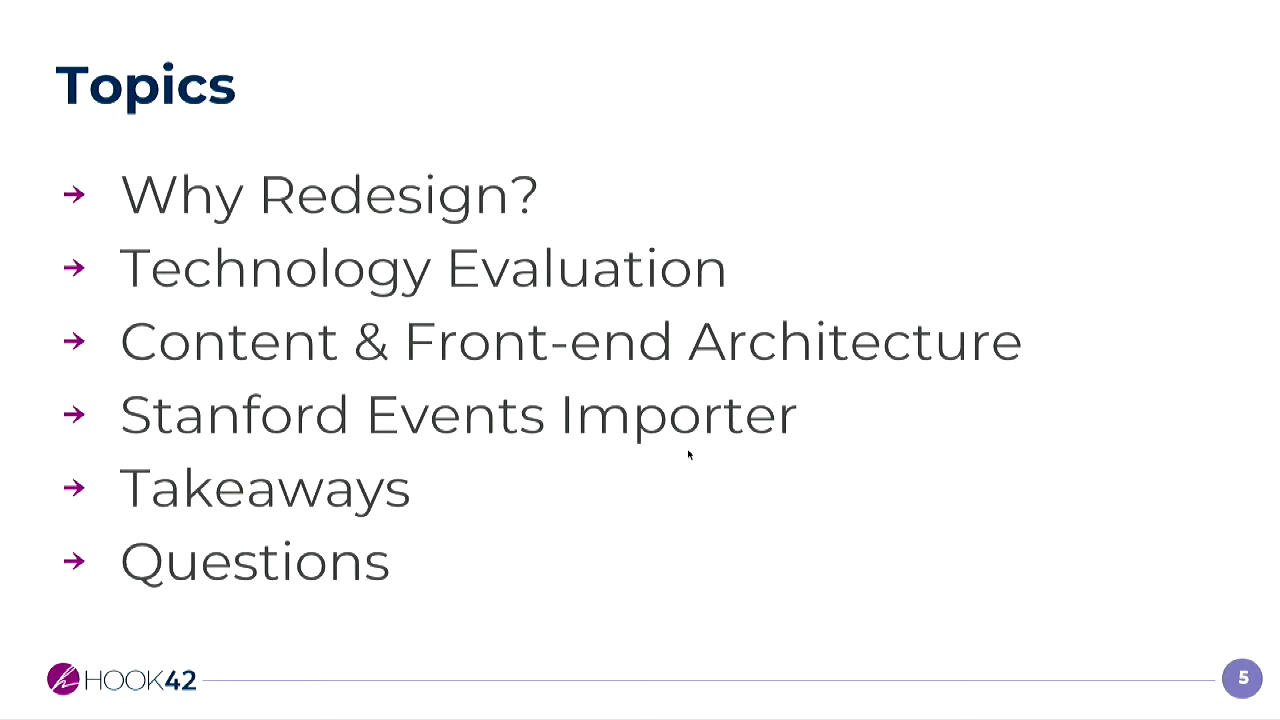 Topics
→ Why Redesign?
→ Technology Evaluation
→ Content & Front-end Architecture
→ Stanford Events Importer
→ Takeaways
→ Questions
HOOK42
5